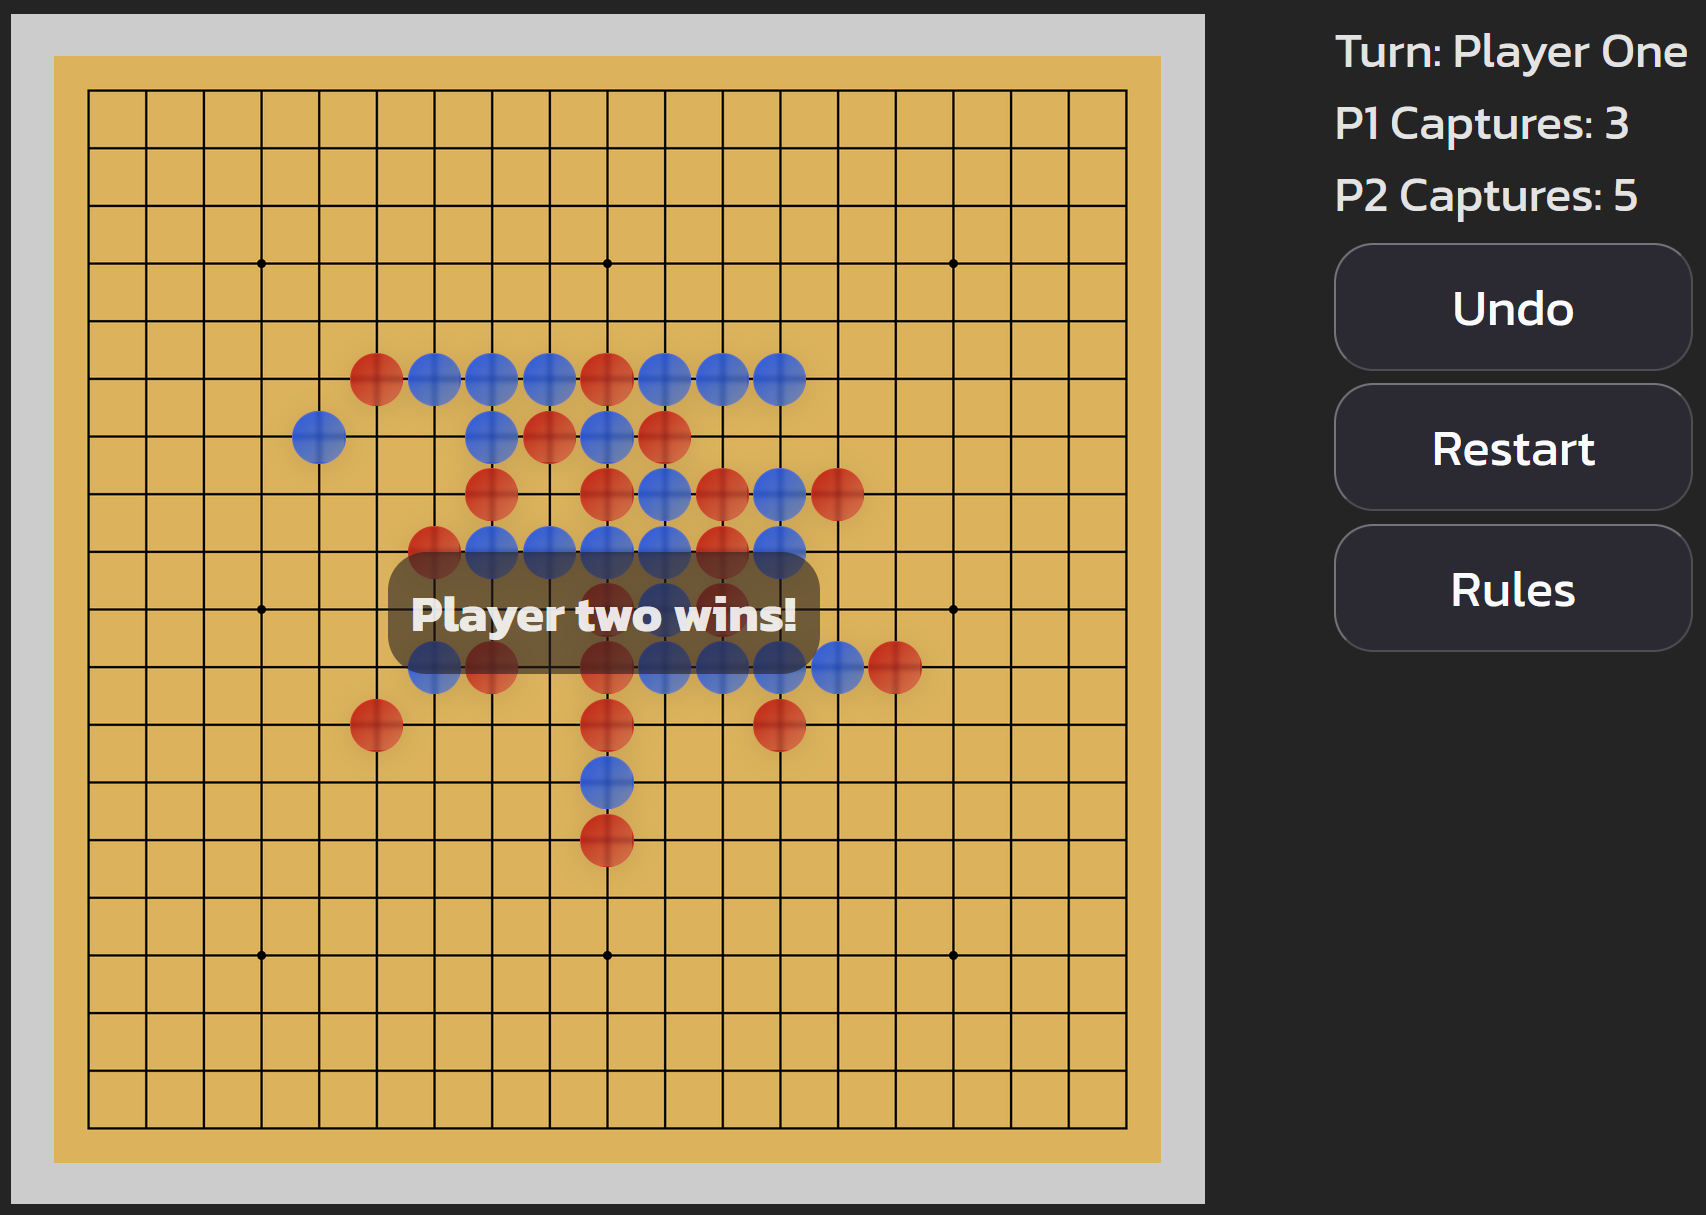 Turn: Player One
P1 Captures: 3
P2 Captures: 5
Undo
Restart
Rules
Player two wins!